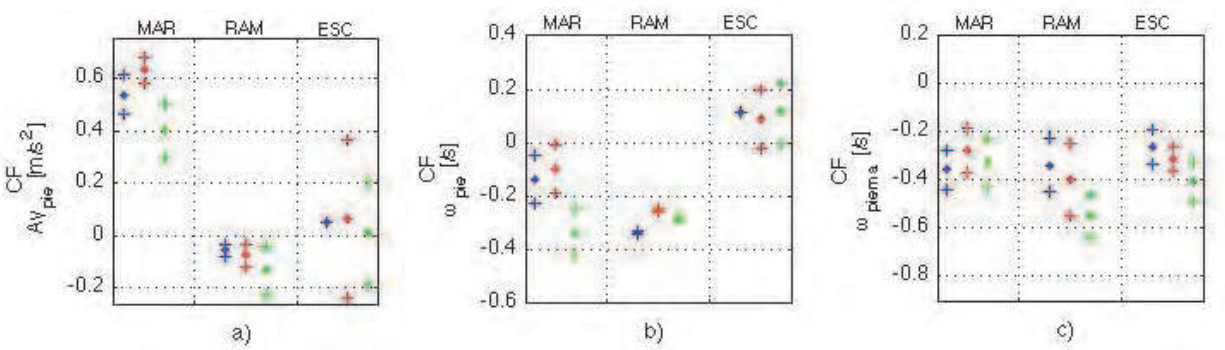 MAR RAM ESC
0.6
0.4
0.2
0
-0.2
CF
Av pie [m/s²]
a)
MAR RAM ESC
0.4
0.2
0
-0.2
-0.4
-0.6
CF
ω pie [/s]
b)
MAR RAM ESC
0.2
0
-0.2
-0.4
-0.6
-0.8
CF
ω pierna [/s]
c)